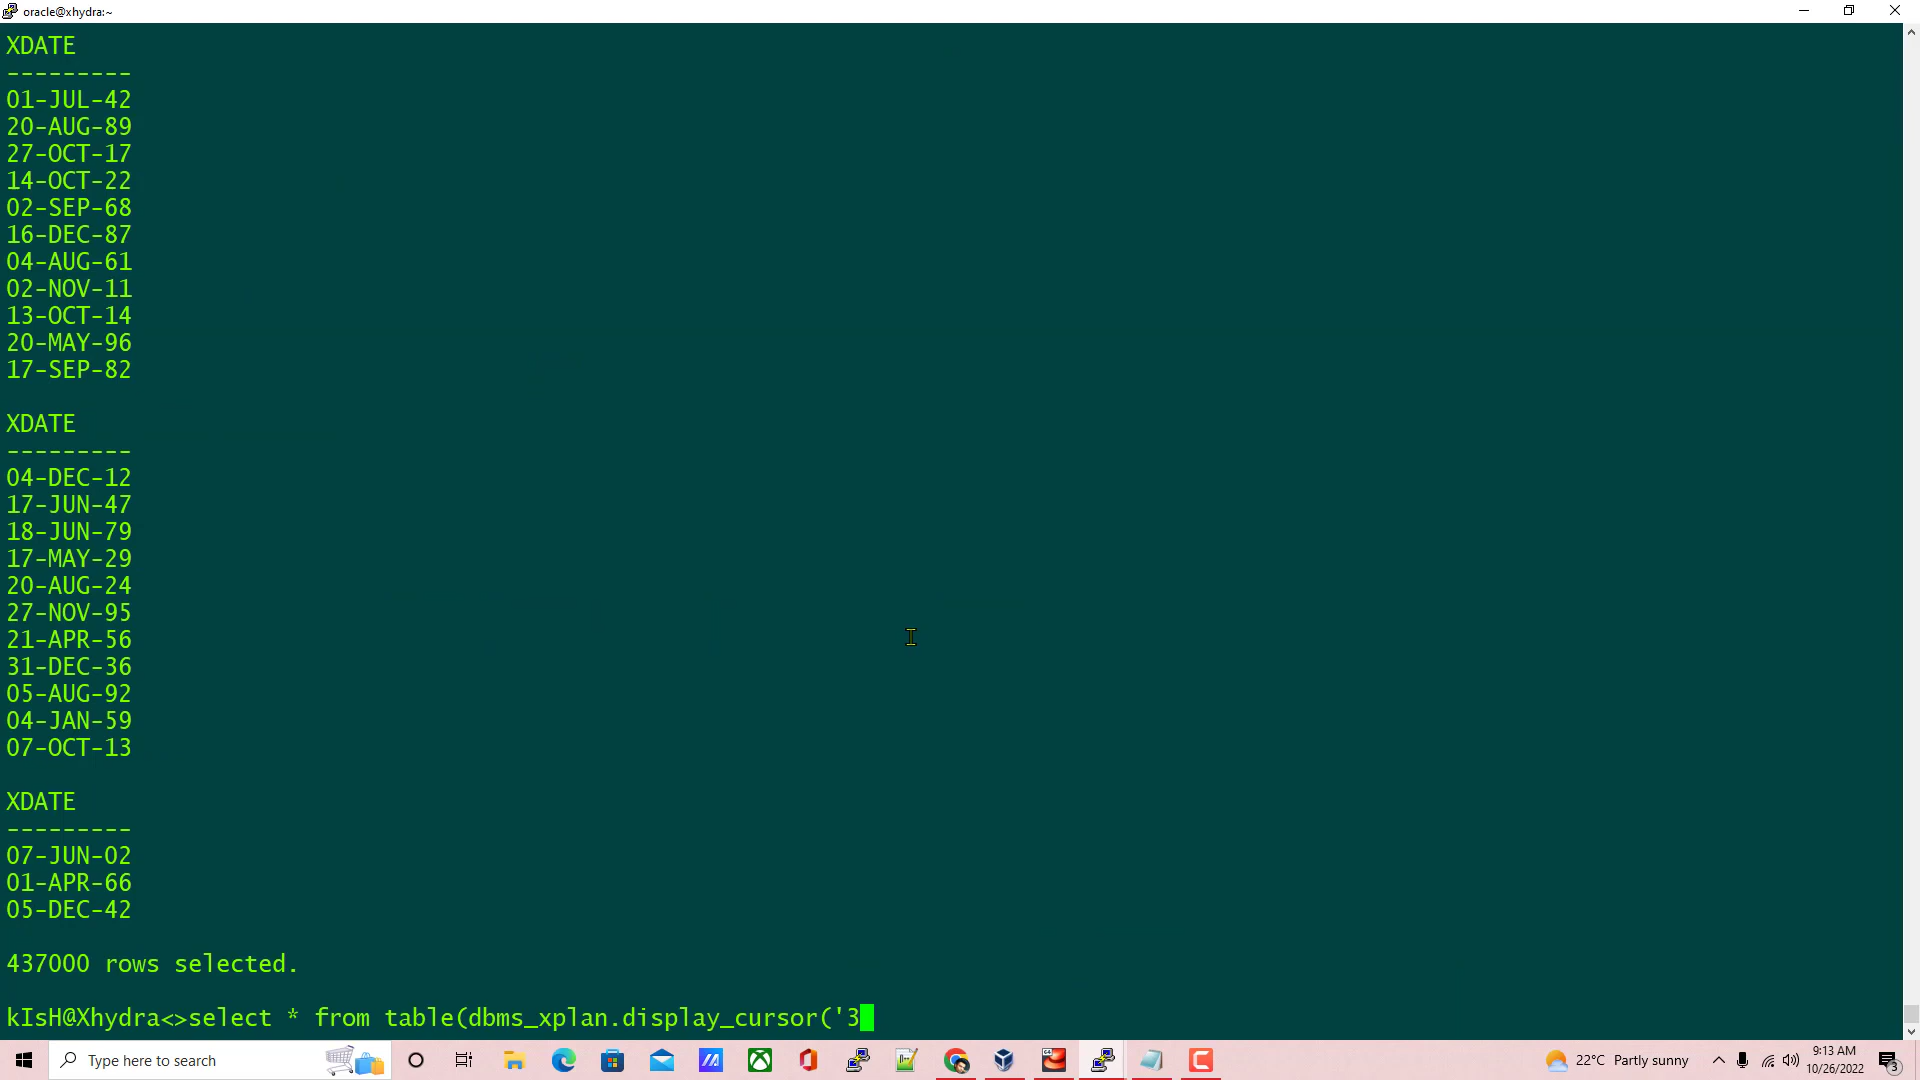 oracle@xhydra:~
XDATE
---------
01-JUL-42
20-AUG-89
27-OCT-17
14-OCT-22
02-SEP-68
16-DEC-87
04-AUG-61
02-NOV-11
13-OCT-14
20-MAY-96
17-SEP-82
XDATE
---------
04-DEC-12
17-JUN-47
18-JUN-79
17-MAY-29
20-AUG-24
27-NOV-95
21-APR-56
31-DEC-36
05-AUG-92
04-JAN-59
07-OCT-13
XDATE
---------
07-JUN-02
01-APR-66
05-DEC-42
437000 rows selected.
kIsH@Xhydra<>select * from table(dbms_xplan.display_cursor('3
Type here to search
22°C Partly sunny
9:13 AM
10/26/2022
3